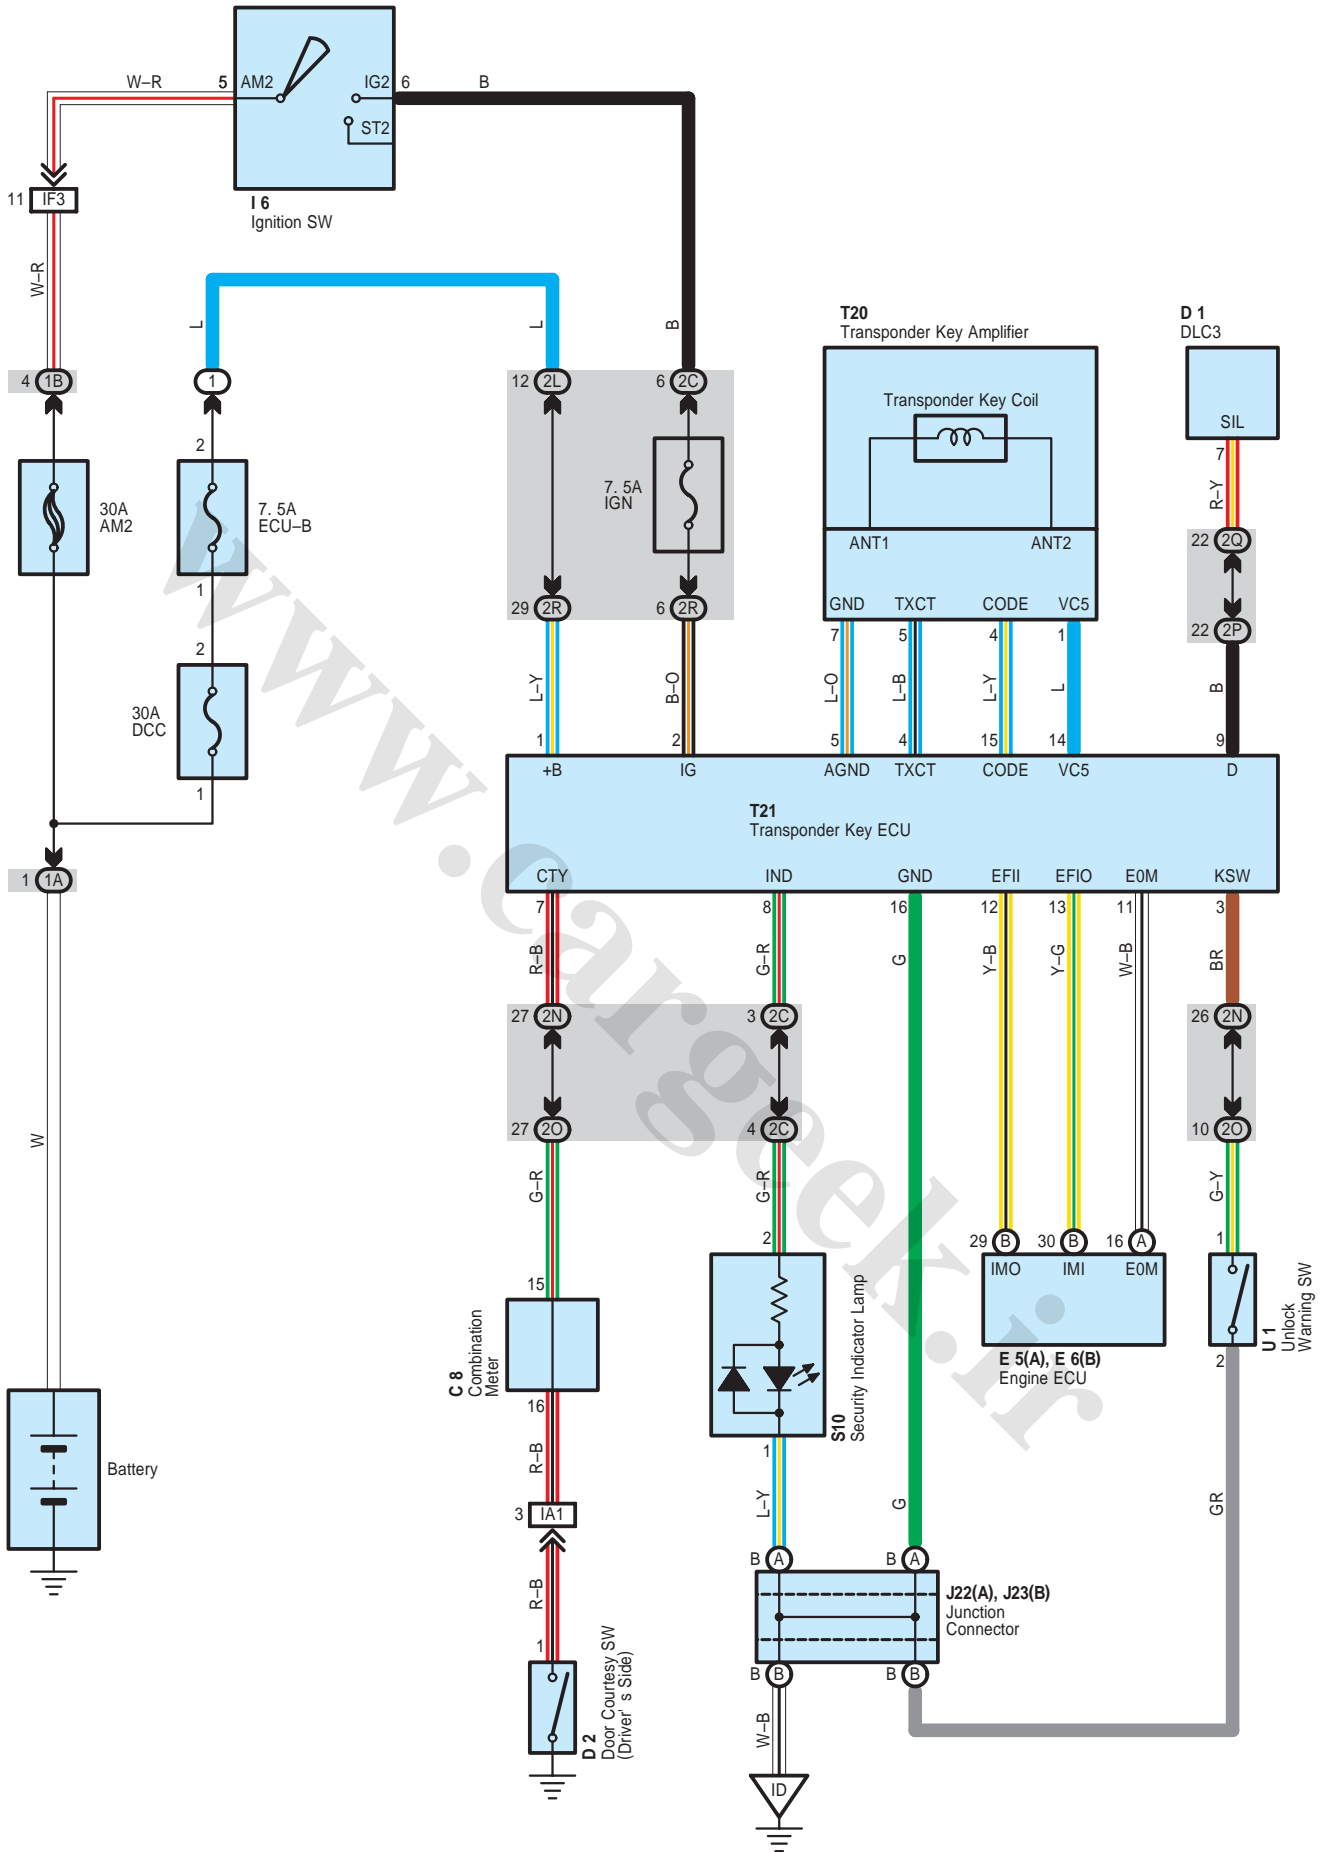 W–R
5
AM2
IG2
6
B
ST2
I 6
Ignition SW
11
IF3
W–R
L
L
B
4
1B
1
12
2L
6
2C
T20
Transponder Key Amplifier
Transponder Key Coil
ANT1
ANT2
D 1
DLC3
SIL
7
R–Y
22
2Q
22
2P
B
2
30A
AM2
7. 5A
ECU–B
1
7. 5A
IGN
29
2R
6
2R
GND
TXCT
CODE
VC5
7
5
4
1
2
30A
DCC
1
L–Y
B–O
L–O
L–B
L–Y
L
1
2
5
4
15
14
9
+B
IG
AGND
TXCT
CODE
VC5
D
T21
Transponder Key ECU
CTY
IND
GND
EFII
EFIO
E0M
KSW
1
1A
7
8
16
12
13
11
3
R–B
G–R
G
Y–B
Y–G
W–B
BR
27
2N
3
2C
26
2N
27
2O
4
2C
10
2O
W
G–R
G–R
G–Y
2
29
B
30
B
16
A
1
IMO
IMI
E0M
E 5(A), E 6(B)
Engine ECU
U 1
Unlock
Warning SW
2
15
C 8
Combination
Meter
16
S10
Security Indicator Lamp
1
Battery
R–B
L–Y
G
GR
3
IA1
R–B
B
A
B
A
J22(A), J23(B)
Junction
Connector
B
B
B
B
1
D 2
Door Courtesy SW
(Driver' s Side)
W–B
ID
www.cargeek.ir